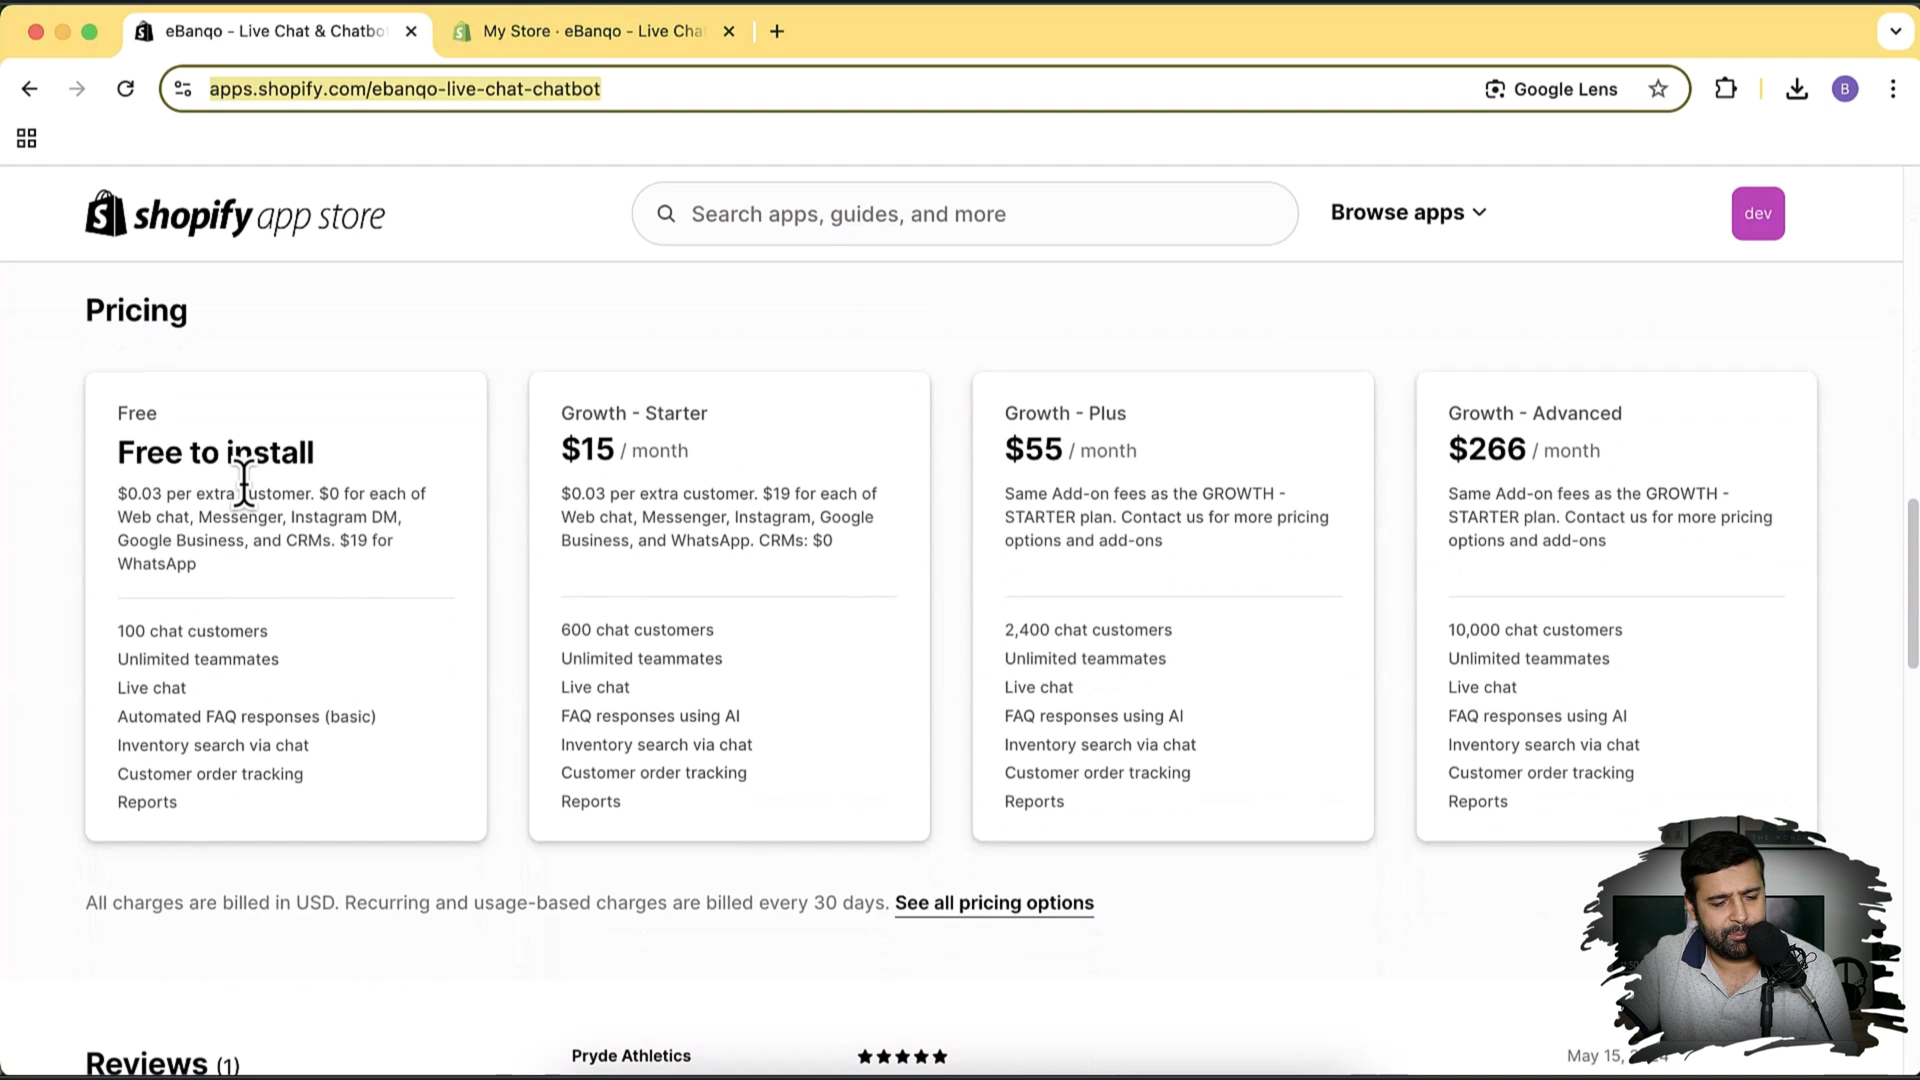 eBanqo - Live Chat & Chatbo
My Store · eBanqo - Live Cha
apps.shopify.com/ebanqo-live-chat-chatbot
Google Lens
B
shopify app store
Search apps, guides, and more
Browse apps
dev
Pricing
Free
Free to install
$0.03 per extra customer. $0 for each of
Web chat, Messenger, Instagram DM,
Google Business, and CRMs. $19 for
WhatsApp
100 chat customers
Unlimited teammates
Live chat
Automated FAQ responses (basic)
Inventory search via chat
Customer order tracking
Reports
Growth - Starter
$15 / month
$0.03 per extra customer. $19 for each of
Web chat, Messenger, Instagram, Google
Business, and WhatsApp. CRMs: $0
600 chat customers
Unlimited teammates
Live chat
FAQ responses using AI
Inventory search via chat
Customer order tracking
Reports
Growth - Plus
$55 / month
Same Add-on fees as the GROWTH -
STARTER plan. Contact us for more pricing
options and add-ons
2,400 chat customers
Unlimited teammates
Live chat
FAQ responses using AI
Inventory search via chat
Customer order tracking
Reports
Growth - Advanced
$266 / month
Same Add-on fees as the GROWTH -
STARTER plan. Contact us for more pricing
options and add-ons
10,000 chat customers
Unlimited teammates
Live chat
FAQ responses using AI
Inventory search via chat
Customer order tracking
Reports
All charges are billed in USD. Recurring and usage-based charges are billed every 30 days. See all pricing options
Reviews (1)
Pryde Athletics
May 15,